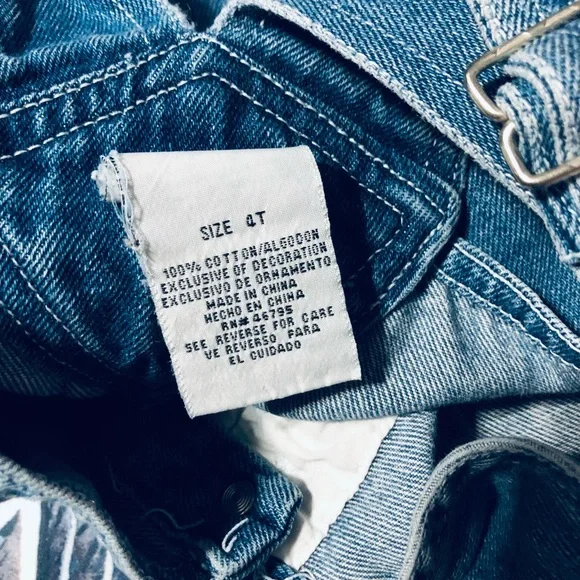 SIZE 4T
100% COTTON/ALGODON
EXCLUSIVE OF DECORATION
EXCLUSIVO DE ORNAMENTO
MADE IN CHINA
HECHO EN CHINA
RN# 46795
SEE REVERSE FOR CARE
VE REVERSO PARA
EL CUIDADO